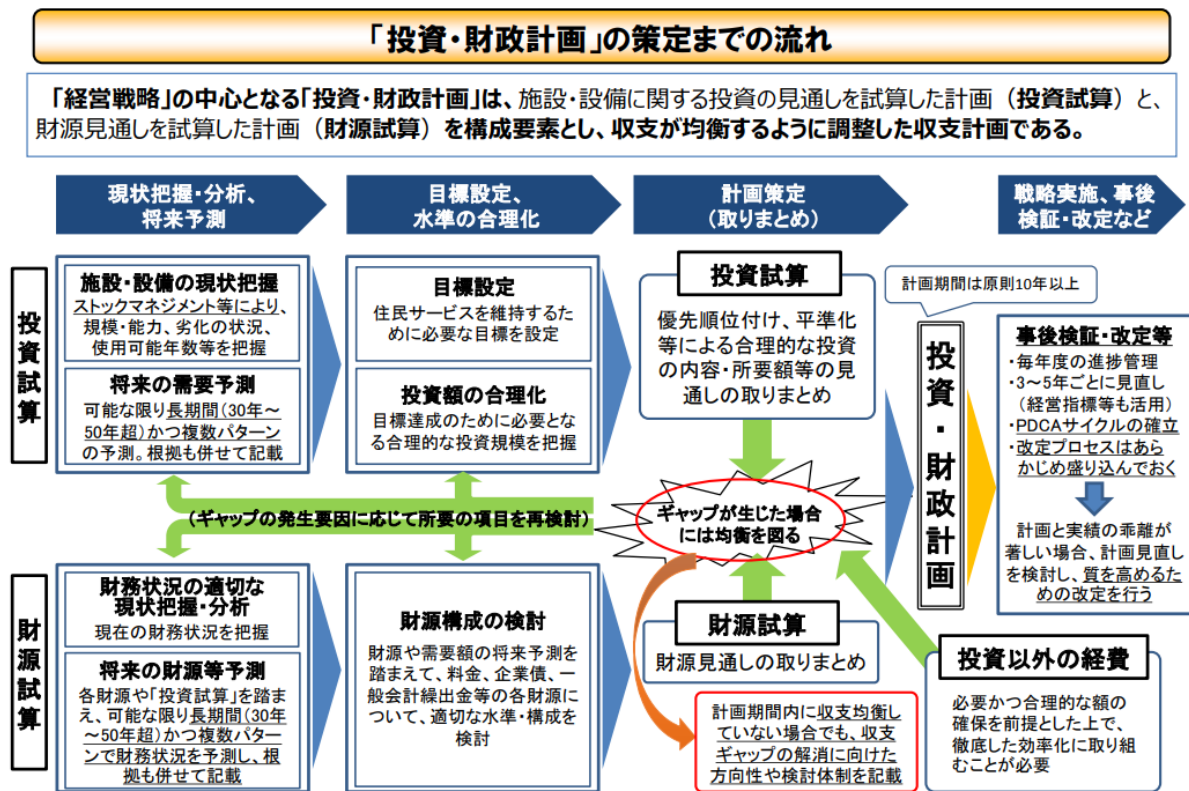 「投資・財政計画」の策定までの流れ
「経営戦略」の中心となる「投資・財政計画」は、施設・設備に関する投資の見通しを試算した計画（投資試算）と、
財源見通しを試算した計画（財源試算）を構成要素とし、収支が均衡するように調整した収支計画である。
現状把握・分析、
将来予測
目標設定、
水準の合理化
計画策定
（取りまとめ）
戦略実施、事後
検証・改定など
投資試算
施設・設備の現状把握
ストックマネジメント等により、
規模・能力、劣化の状況、
使用可能年数等を把握
将来の需要予測
可能な限り長期間（30年～
50年超）かつ複数パターン
の予測。根拠も併せて記載
目標設定
住民サービスを維持するた
めに必要な目標を設定
投資額の合理化
目標達成のために必要とな
る合理的な投資規模を把握
投資試算
優先順位付け、平準化
等による合理的な投資
の内容・所要額等の見
通しの取りまとめ
計画期間は原則10年以上
投資・財政計画
事後検証・改定等
・毎年度の進捗管理
・3～5年ごとに見直し
（経営指標等も活用）
・PDCAサイクルの確立
・改定プロセスはあら
かじめ盛り込んでおく
計画と実績の乖離が
著しい場合、計画見直し
を検討し、質を高めるた
めの改定を行う
（ギャップの発生要因に応じて所要の項目を再検討）
ギャップが生じた場合
には均衡を図る
財源試算
財務状況の適切な
現状把握・分析
現在の財務状況を把握
将来の財源等予測
各財源や「投資試算」を踏ま
え、可能な限り長期間（30年
～50年超）かつ複数パター
ンで財務状況を予測し、根
拠も併せて記載
財源構成の検討
財源や需要額の将来予測を
踏まえて、料金、企業債、一
般会計繰出金等の各財源に
ついて、適切な水準・構成を
検討
財源試算
財源見通しの取りまとめ
計画期間内に収支均衡し
ていない場合でも、収支
ギャップの解消に向けた
方向性や検討体制を記載
投資以外の経費
必要かつ合理的な額の
確保を前提とした上で、
徹底した効率化に取り組
むことが必要